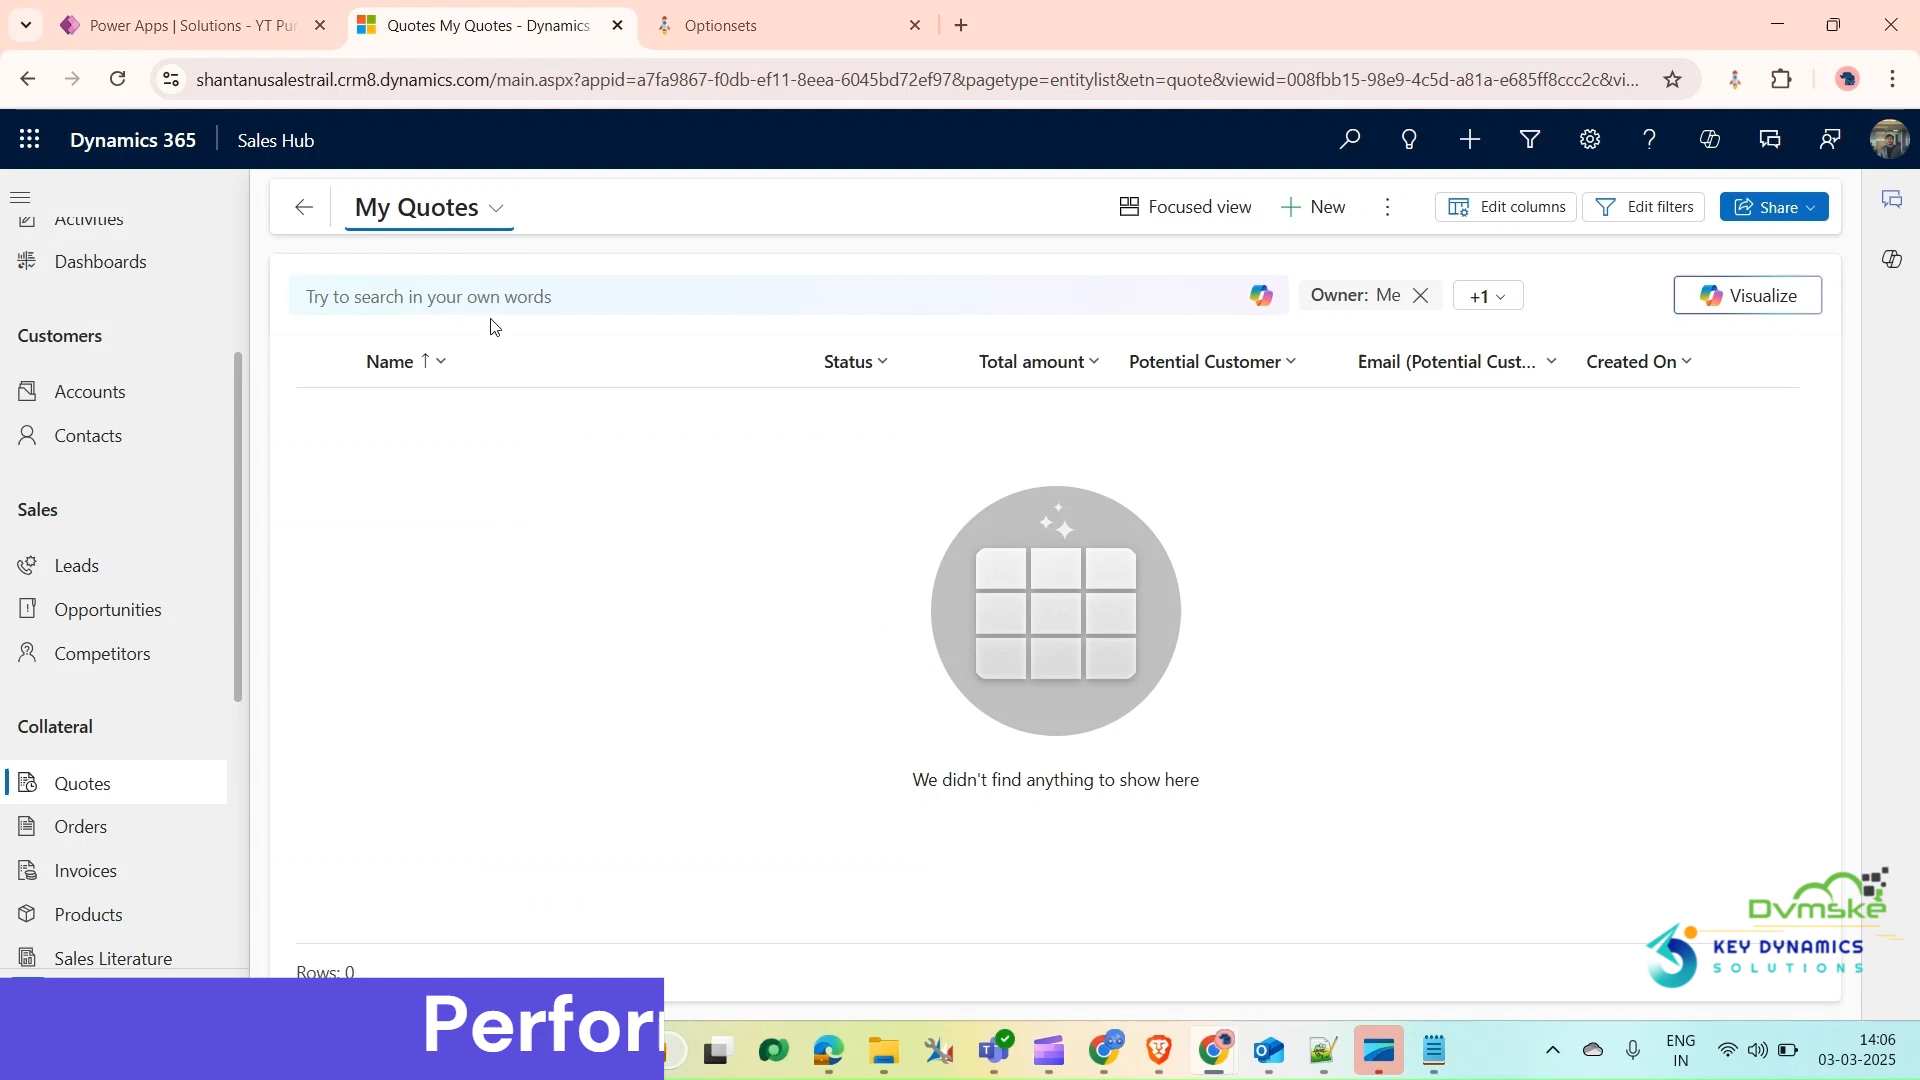 Power Apps | Solutions - YT Pur
Quotes My Quotes - Dynamics
Optionsets
shantanusalestrail.crm8.dynamics.com/main.aspx?appid=a7fa9867-f0db-ef11-8eea-6045bd72ef97&pagetype=entitylist&etn=quote&viewid=008fbb15-98e9-4c5d-a81a-e685ff8ccc2c&vi...
Dynamics 365
Sales Hub
Activities
Dashboards
Customers
Accounts
Contacts
Sales
Leads
Opportunities
Competitors
Collateral
Quotes
Orders
Invoices
Products
Sales Literature
My Quotes
Focused view
New
Edit columns
Edit filters
Share
Try to search in your own words
Owner: Me
+1
Visualize
Name
Status
Total amount
Potential Customer
Email (Potential Cust...
Created On
We didn't find anything to show here
Rows: 0
Dvmske
KEY DYNAMICS
SOLUTIONS
Perfor
ENG
IN
14:06
03-03-2025